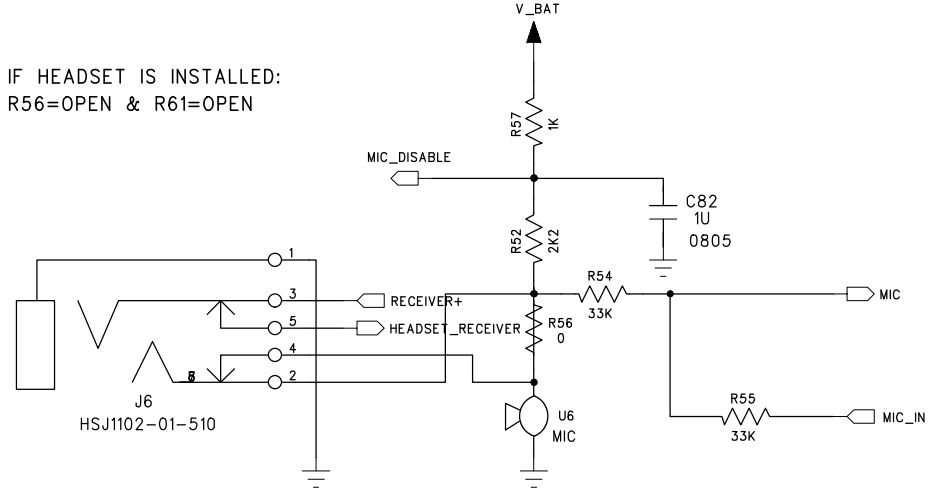 V_BAT
IF HEADSET IS INSTALLED:
R56=OPEN & R61=OPEN
R57
1K
MIC_DISABLE
C82
1U
0805
R52
2K2
1
R54
33K
3
RECEIVER+
MIC
5
HEADSET_RECEIVER
R56
0
4
2
J6
HSJ1102-01-510
U6
MIC
R55
33K
MIC_IN